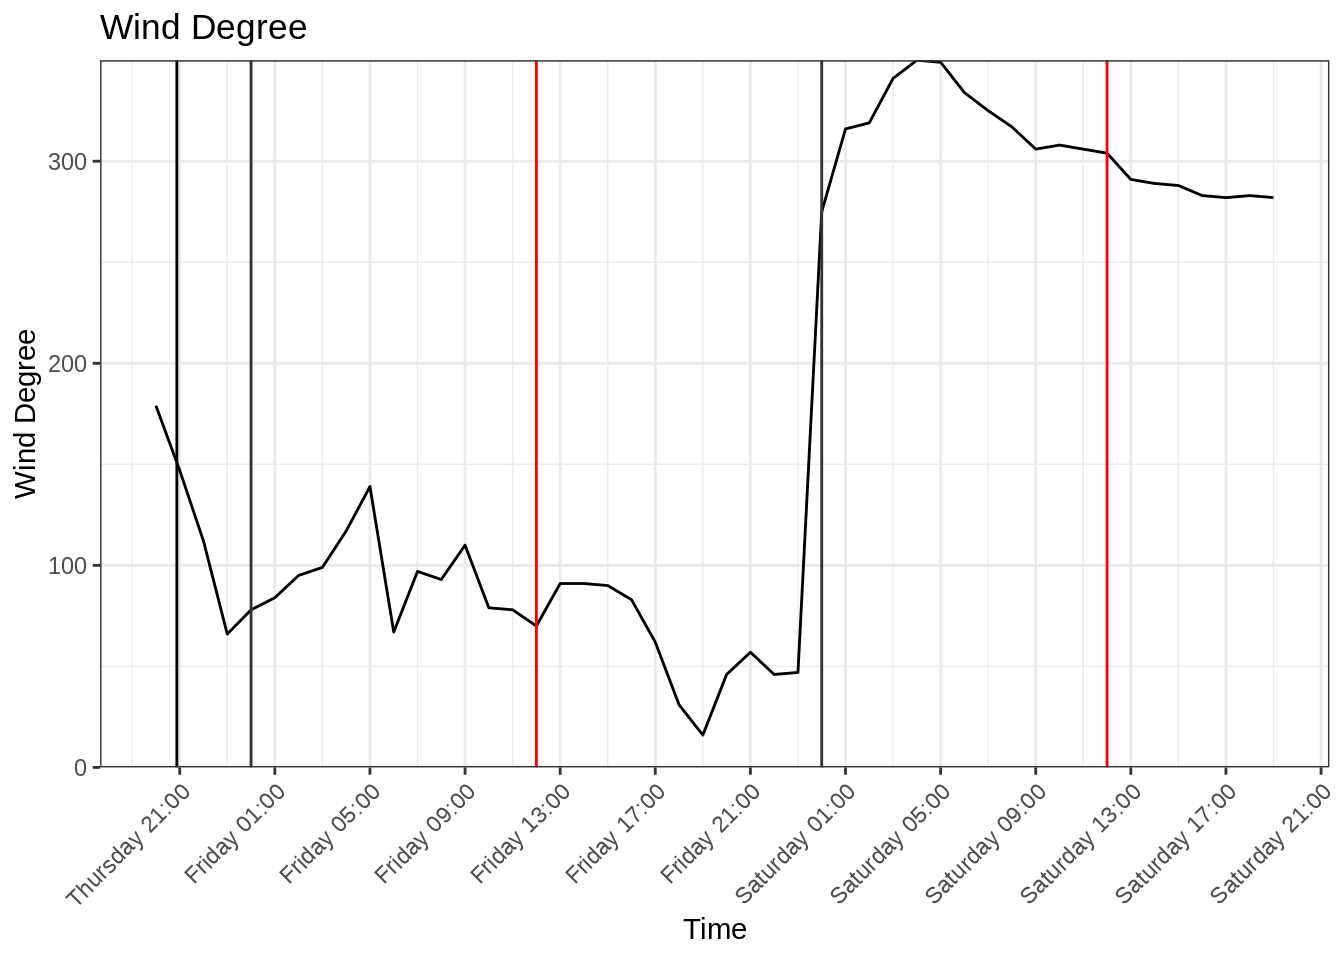 Wind Degree
Wind Degree
300
200
100
0
Thursday 21:00
Friday 01:00
Friday 05:00
Friday 09:00
Friday 13:00
Friday 17:00
Friday 21:00
Saturday 01:00
Saturday 05:00
Saturday 09:00
Saturday 13:00
Saturday 17:00
Saturday 21:00
Time